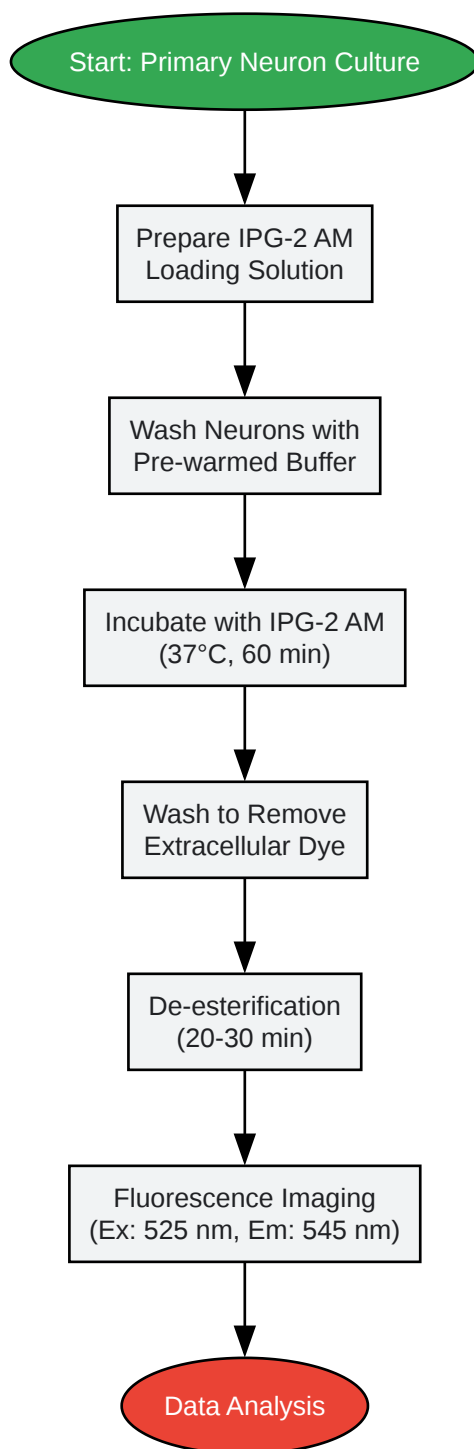 Start: Primary Neuron Culture
Prepare IPG-2 AM
Loading Solution
Wash Neurons with
Pre-warmed Buffer
Incubate with IPG-2 AM
(37°C, 60 min)
Wash to Remove
Extracellular Dye
De-esterification
(20-30 min)
Fluorescence Imaging
(Ex: 525 nm, Em: 545 nm)
Data Analysis